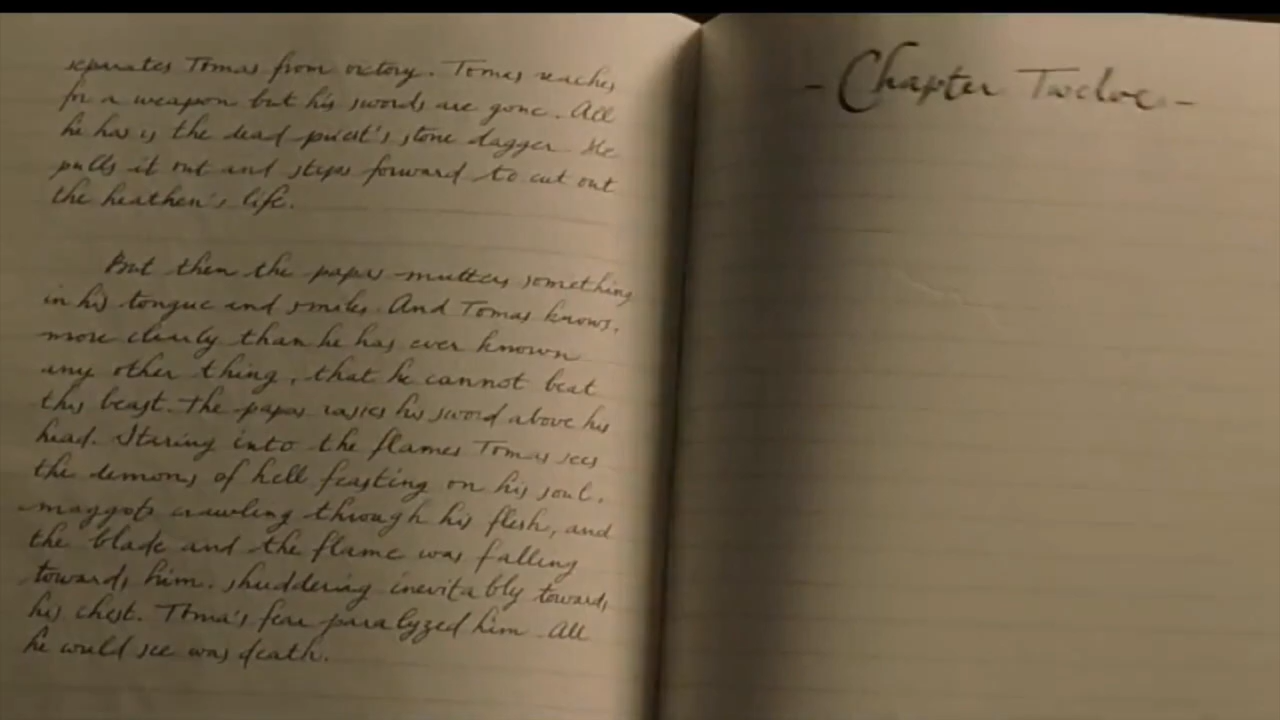 separates Tomas from victory. Tomas reaches
for a weapon but his swords are gone. All
he has is the dead priest's stone dagger. He
pulls it out and steps forward to cut out
the heathen's life.
But then the papas mutters something
in his tongue and smiles. And Tomas knows,
more clearly than he has ever known
any other thing, that he cannot beat
this beast. The papas raises his sword above his
head. Staring into the flames Tomas sees
the demons of hell feasting on his soul,
maggots crawling through his flesh, and
the blade and the flame was falling
towards him. Shuddering inevitably towards
his chest. Toma's fear paralyzed him. All
he would see was death.
- Chapter Twelve -